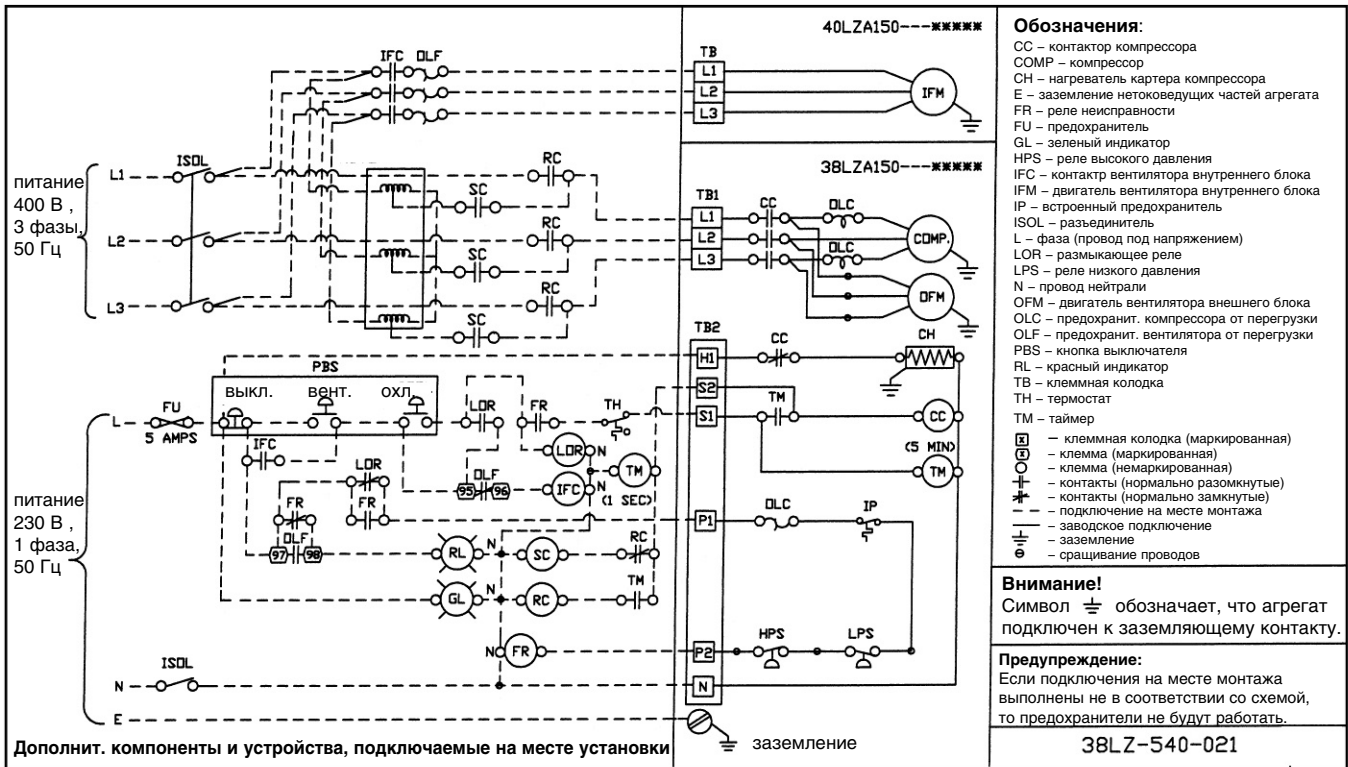 40LZA150---*****
IFC OLF
TB
L1
L2
L3
IFM
38LZA150---*****
питание
400 В ,
3 фазы,
50 Гц
ISOL
L1
L2
L3
RC
SC
RC
SC
RC
SC
TB1
L1
L2
L3
CC
OLC
OLC
COMP.
OFM
TB2
H1
CC
CH
S2
S1
TM
CC
(5 MIN)
TM
PBS
выкл. вент. охл.
L
FU
5 AMPS
LOR
FR
TH
IFC
LOR
N
OLF
95 96
IFC
N
TM
(1 SEC)
LOR
FR
FR
OLF
97 98
питание
230 В ,
1 фаза,
50 Гц
RL
N
SC
RC
GL
N
RC
TM
P1
OLC
IP
N
FR
P2
HPS
LPS
ISOL
N
N
E
заземление
Дополнит. компоненты и устройства, подключаемые на месте установки
Обозначения:
CC – контактор компрессора
COMP – компрессор
CH – нагреватель картера компрессора
E – заземление нетоковедущих частей агрегата
FR – реле неисправности
FU – предохранитель
GL – зеленый индикатор
HPS – реле высокого давления
IFC – контактр вентилятора внутреннего блока
IFM – двигатель вентилятора внутреннего блока
IP – встроенный предохранитель
ISOL – разъединитель
L – фаза (провод под напряжением)
LOR – размыкающее реле
LPS – реле низкого давления
N – провод нейтрали
OFM – двигатель вентилятора внешнего блока
OLC – предохранит. компрессора от перегрузки
OLF – предохранит. вентилятора от перегрузки
PBS – кнопка выключателя
RL – красный индикатор
TB – клеммная колодка
TH – термостат
TM – таймер
x – клеммная колодка (маркированная)
x – клемма (маркированная)
– клемма (немаркированная)
– контакты (нормально разомкнутые)
– контакты (нормально замкнутые)
– подключение на месте монтажа
– заводское подключение
– заземление
– сращивание проводов
Внимание!
Символ ⏚ обозначает, что агрегат
подключен к заземляющему контакту.
Предупреждение:
Если подключения на месте монтажа
выполнены не в соответствии со схемой,
то предохранители не будут работать.
38LZ-540-021